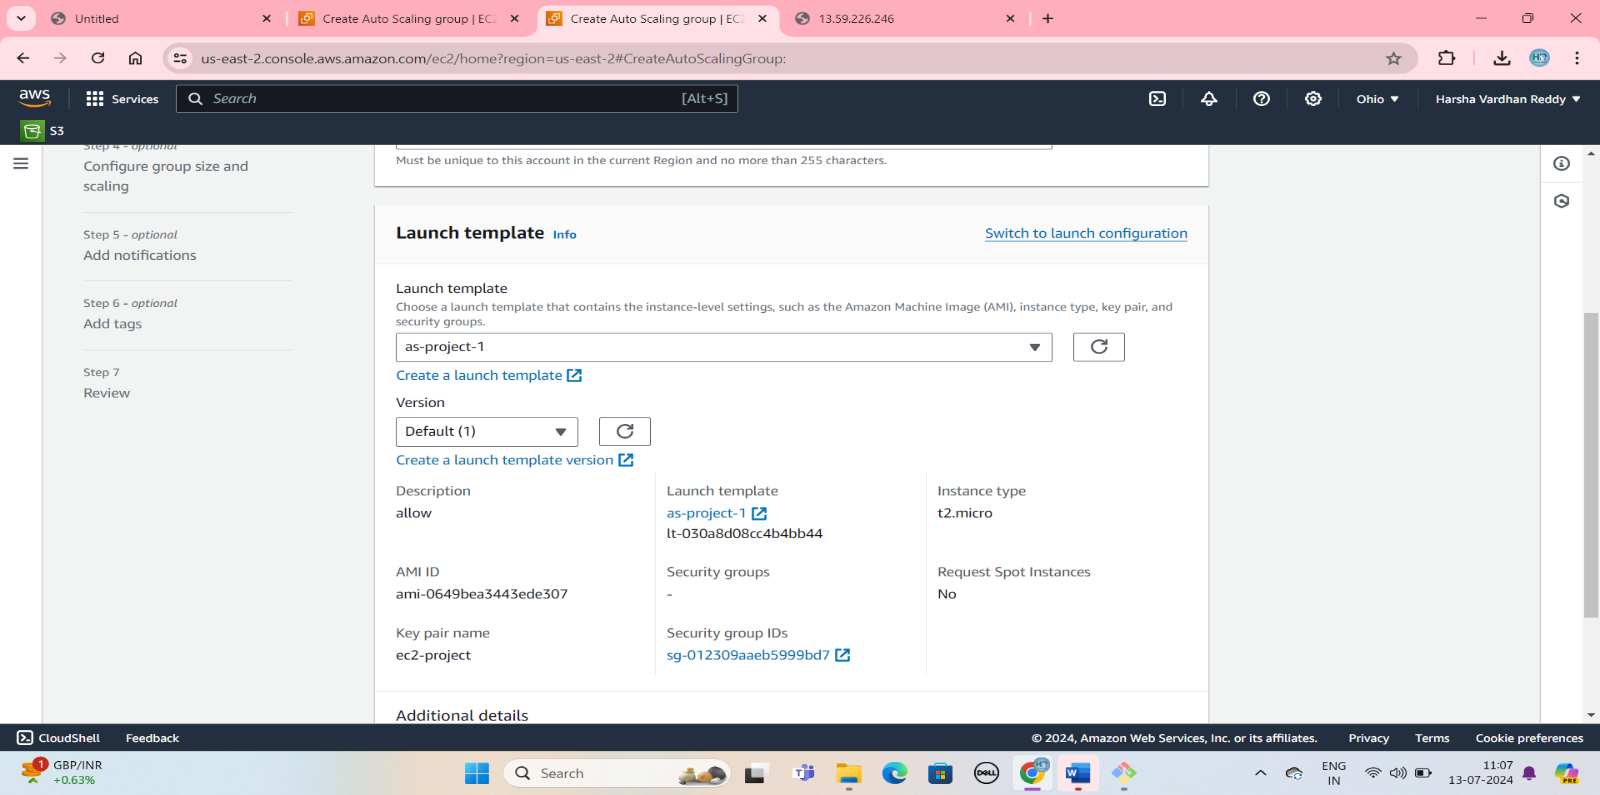 Untitled
Create Auto Scaling group | EC2
Create Auto Scaling group | EC2
13.59.226.246
us-east-2.console.aws.amazon.com/ec2/home?region=us-east-2#CreateAutoScalingGroup:
aws
Services
Search
[Alt+S]
Ohio
Harsha Vardhan Reddy
S3
Step 4 - optional
Configure group size and
scaling
Step 5 - optional
Add notifications
Step 6 - optional
Add tags
Step 7
Review
Must be unique to this account in the current Region and no more than 255 characters.
Launch template Info
Switch to launch configuration
Launch template
Choose a launch template that contains the instance-level settings, such as the Amazon Machine Image (AMI), instance type, key pair, and
security groups.
as-project-1
Create a launch template
Version
Default (1)
Create a launch template version
Description
allow
Launch template
as-project-1
lt-030a8d08cc4b4bb44
Instance type
t2.micro
AMI ID
ami-0649bea3443ede307
Security groups
-
Request Spot Instances
No
Key pair name
ec2-project
Security group IDs
sg-012309aaeb5999bd7
Additional details
CloudShell
Feedback
© 2024, Amazon Web Services, Inc. or its affiliates.
Privacy
Terms
Cookie preferences
1
GBP/INR
+0.63%
Search
DELL
ENG
IN
11:07
13-07-2024
PRE